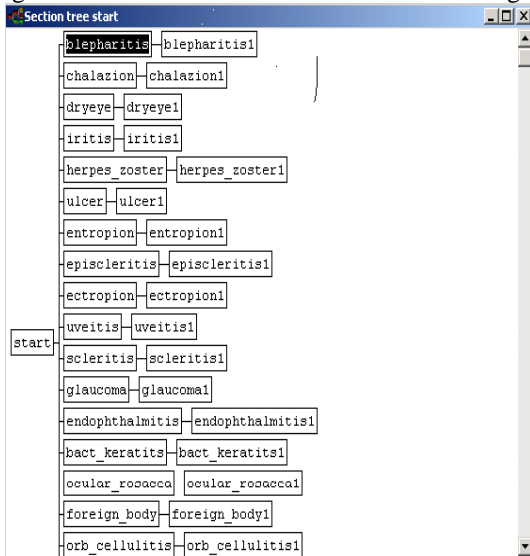 Section tree start
blepharitis blepharitis1
chalazion chalazion1
dryeye dryeye1
iritis iritis1
herpes_zoster herpes_zoster1
ulcer ulcer1
entropion entropion1
episcleritis episcleritis1
ectropion ectropion1
uveitis uveitis1
start
scleritis scleritis1
glaucoma glaucoma1
endophthalmitis endophthalmitis1
bact_keratits bact_keratits1
ocular_rosacca ocular_rosacca1
foreign_body foreign_body1
orb_cellulitis orb_cellulitis1